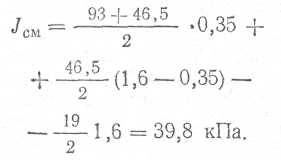 J_см = (93 + 46,5)/2 · 0,35 +
+ 46,5/2 (1,6 − 0,35) −
− 19/2 1,6 = 39,8 кПа.